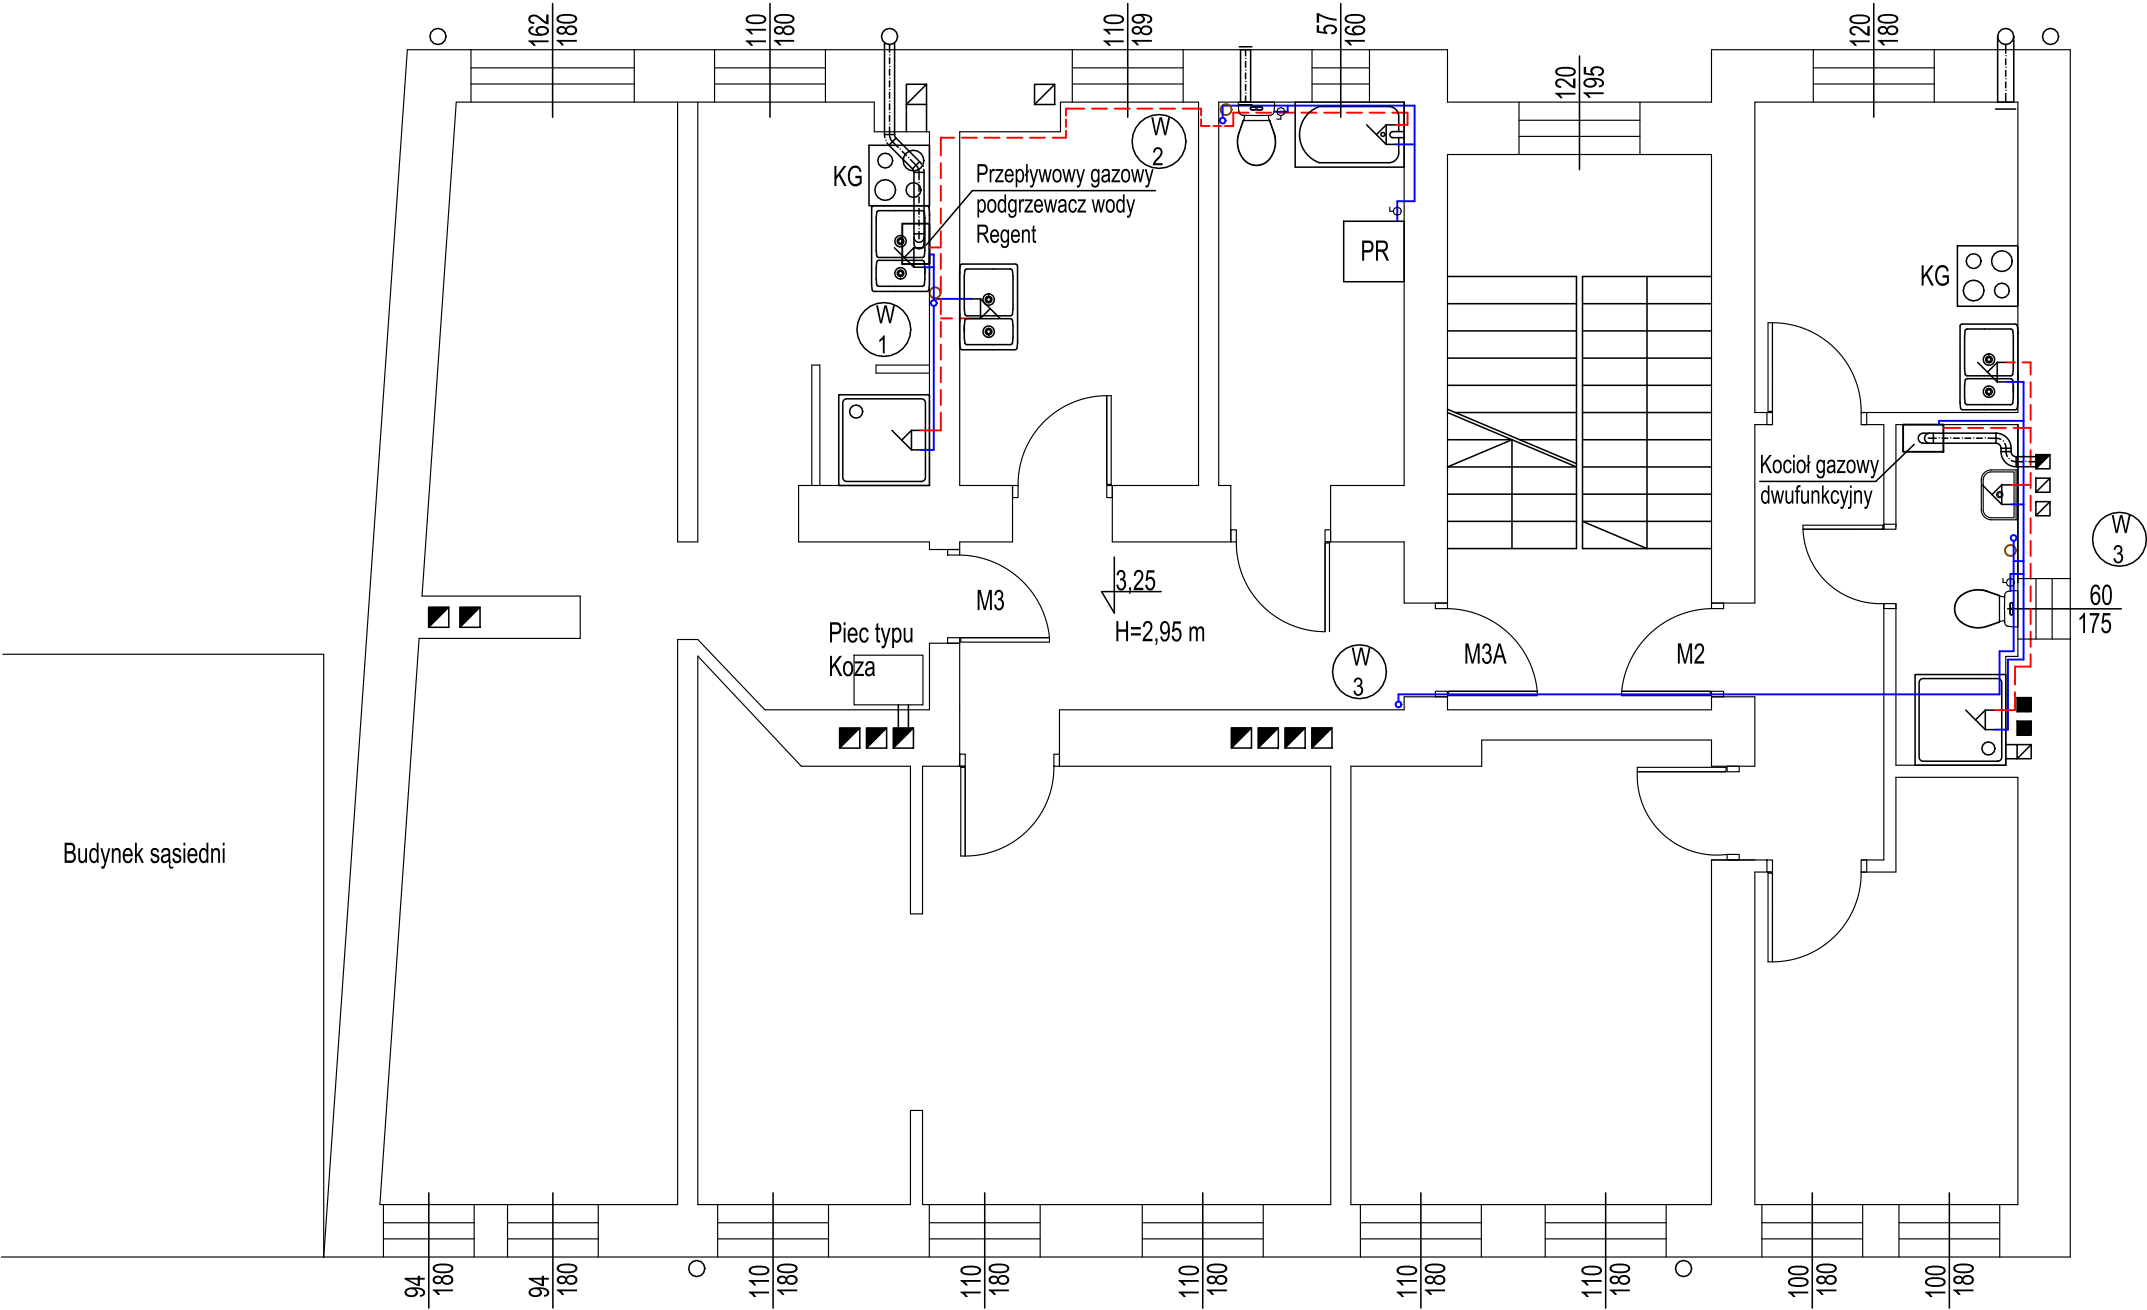 162
180
110
180
110
189
57
160
120
195
120
180
W
2
KG
Przepływowy gazowy
podgrzewacz wody
Regent
PR
KG
W
1
Kocioł gazowy
dwufunkcyjny
W
3
3,25
H=2,95 m
M3
60
175
Piec typu
Koza
W
3
M3A
M2
Budynek sąsiedni
94
180
94
180
110
180
110
180
110
180
110
180
110
180
100
180
100
180